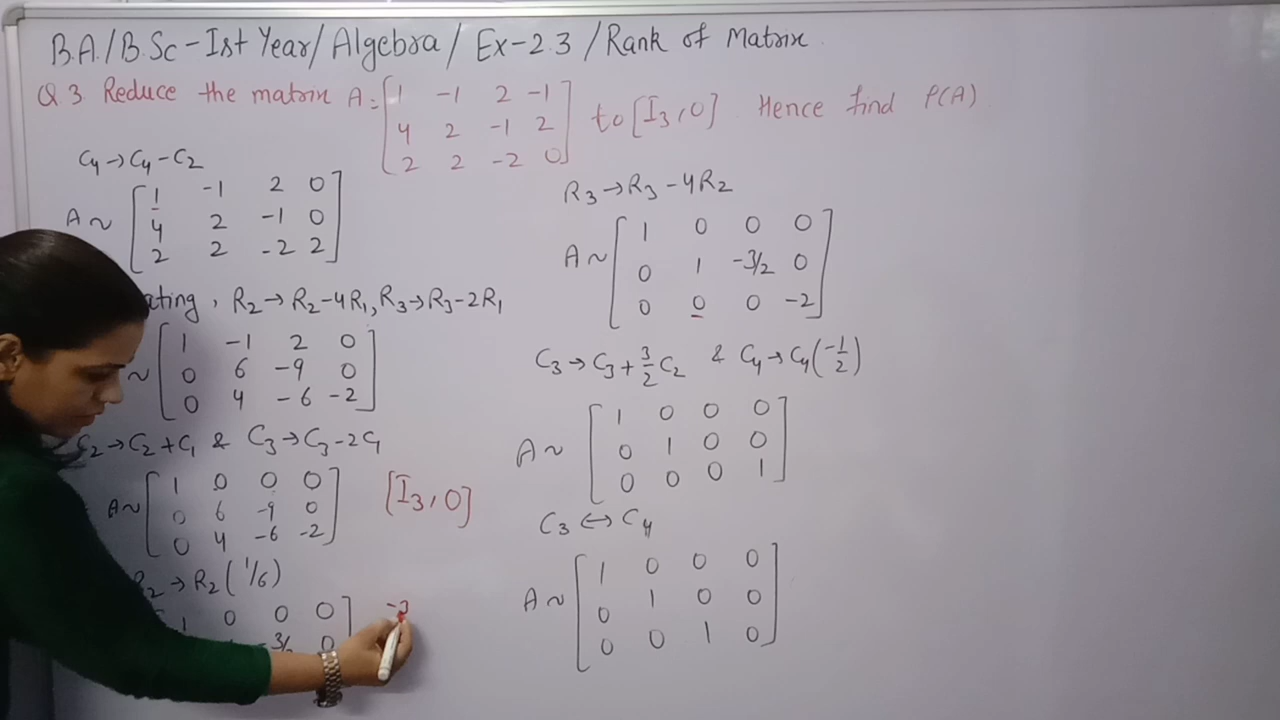 B.A./B.Sc-Ist Year/Algebra/ Ex-2.3 /Rank of Matrix
Q 3. Reduce the matrix A = [1 -1 2 -1
4 2 -1 2
2 2 -2 0] to [I3, 0] Hence find P(A)
C4→C4-C2
A~ [1 -1 2 0
4 2 -1 0
2 2 -2 2]
R2→R2-4R1, R3→R3-2R1
~ [1 -1 2 0
0 6 -9 0
0 4 -6 -2]
C2→C2+C1 & C3→C3-2C1
A~ [1 0 0 0
0 6 -9 0
0 4 -6 -2]
[I3, 0]
R2→R2(1/6)
1 0 0 0]
-3/2 0
R3→R3-4R2
A~ [1 0 0 0
0 1 -3/2 0
0 0 0 -2]
C3→C3+3/2C2 & C4→C4(-1/2)
A~ [1 0 0 0
0 1 0 0
0 0 0 1]
C3↔C4
A~ [1 0 0 0
0 1 0 0
0 0 1 0]